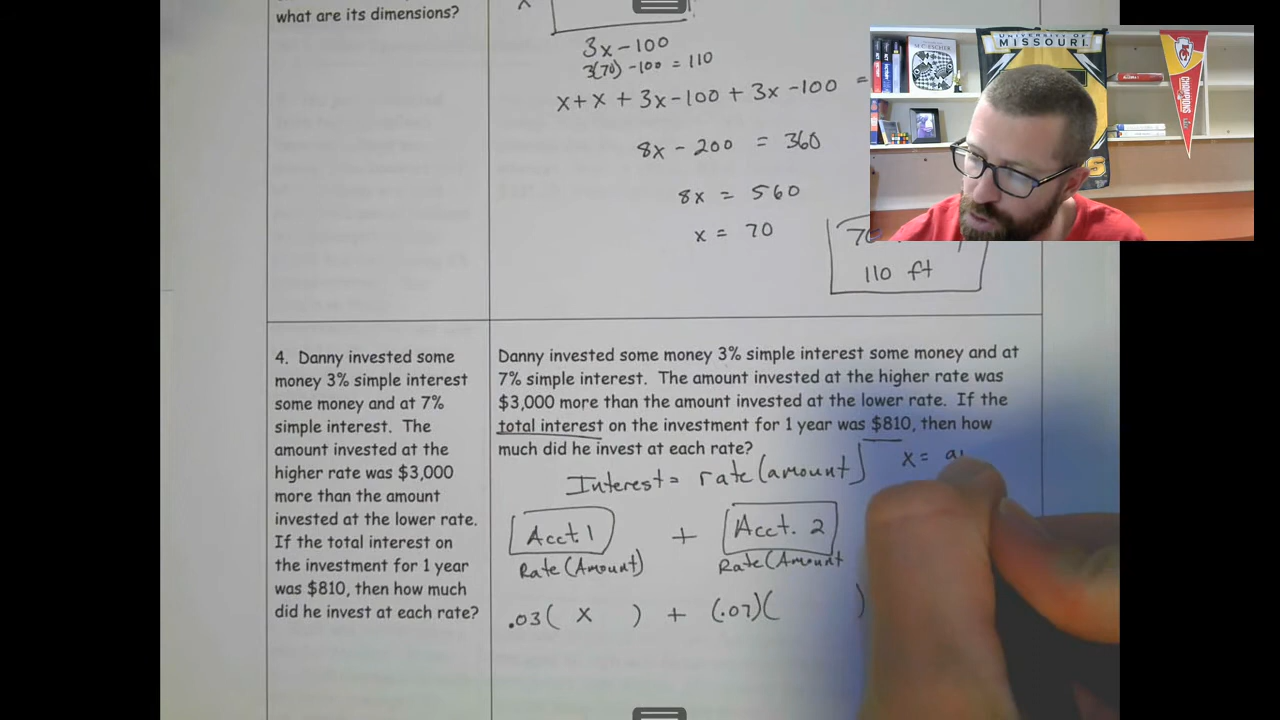 what are its dimensions?
x
3x-100
3(70) -100 = 110
x+x + 3x-100 + 3x -100 =
8x - 200 = 360
8x = 560
x = 70
70
110 ft
UNIVERSITY OF
MISSOURI.
M.C. ESCHER
CHAMPIONS
4. Danny invested some
money 3% simple interest
some money and at 7%
simple interest. The
amount invested at the
higher rate was $3,000
more than the amount
invested at the lower rate.
If the total interest on
the investment for 1 year
was $810, then how much
did he invest at each rate?
Danny invested some money 3% simple interest some money and at
7% simple interest. The amount invested at the higher rate was
$3,000 more than the amount invested at the lower rate. If the
total interest on the investment for 1 year was $810, then how
much did he invest at each rate?
Interest = rate (amount)
x =
Acct. 1 + Acct. 2
Rate (Amount) Rate (Amount
.03( x ) + (.07)( )